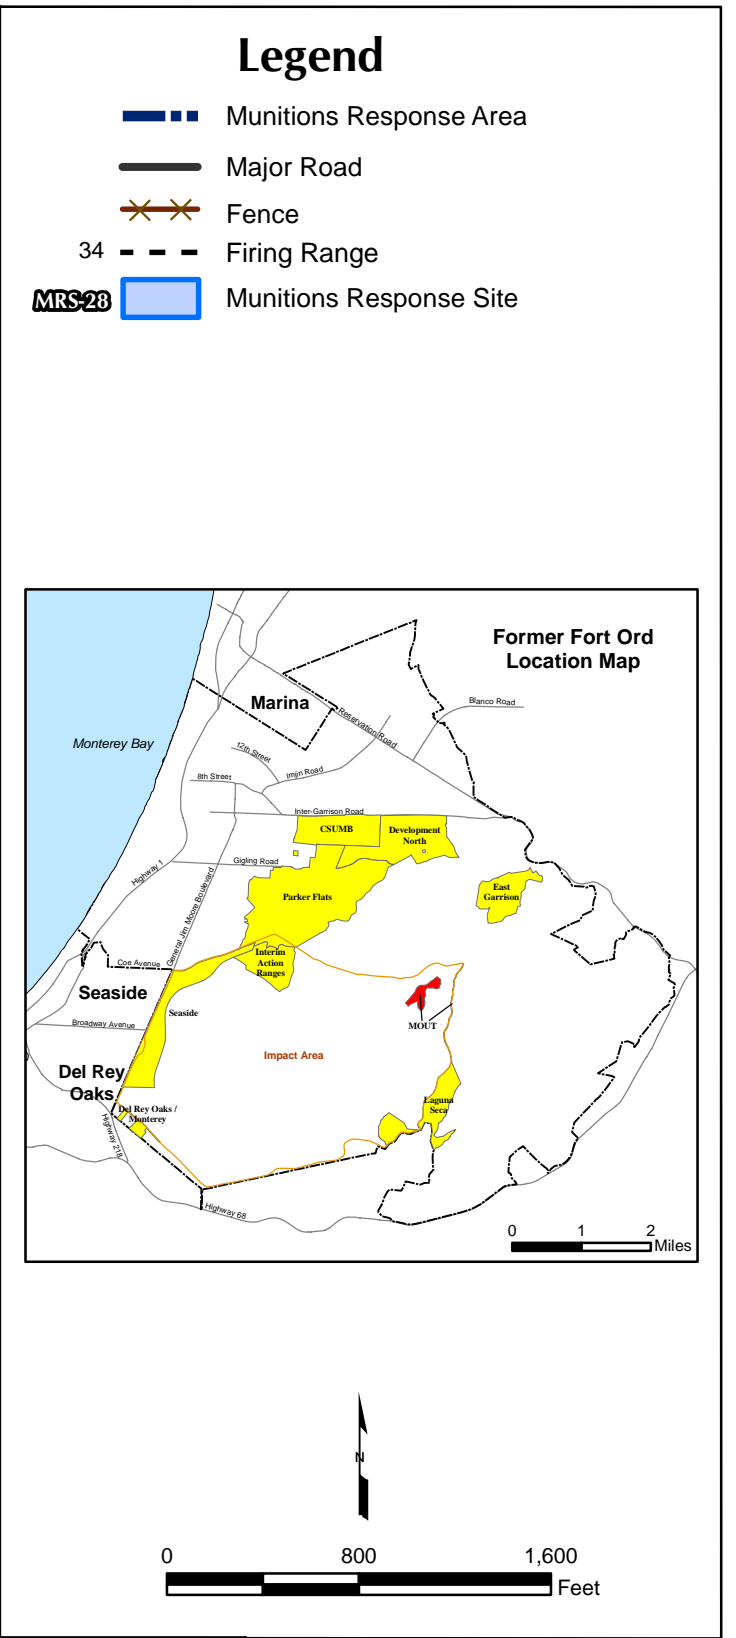 Legend
Munitions Response Area
Major Road
Fence
34 Firing Range
MRS-28 Munitions Response Site
Former Fort Ord
Location Map
Blanco Road
Marina
Reservation Road
Monterey Bay
12th Street
Imjin Road
8th Street
Inter-Garrison Road
CSUMB
Development
North
Gigling Road
Highway 1
General Jim Moore Boulevard
Parker Flats
East
Garrison
Coe Avenue
Interim
Action
Ranges
Seaside
Seaside
Broadway Avenue
MOUT
Impact Area
Del Rey
Oaks
Del Rey Oaks /
Monterey
Laguna
Seca
Highway 218
Highway 68
0 1 2
Miles
N
0 800 1,600
Feet